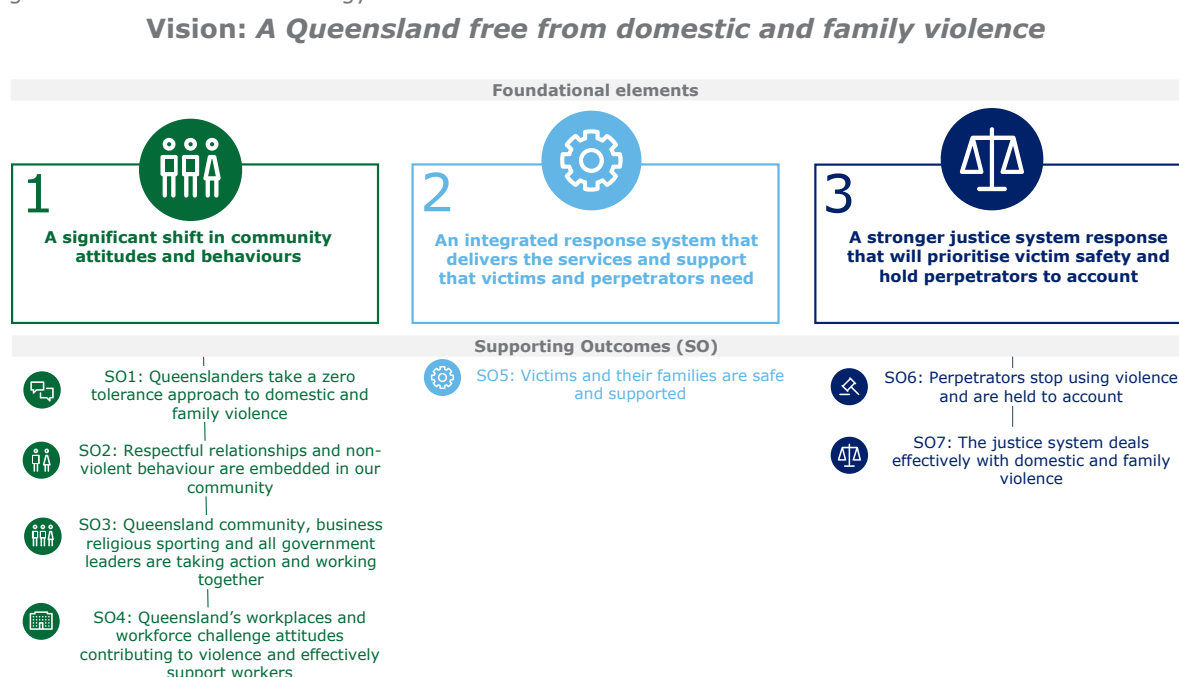 Vision: A Queensland free from domestic and family violence
Foundational elements
1
A significant shift in community
attitudes and behaviours
2
An integrated response system that
delivers the services and support
that victims and perpetrators need
3
A stronger justice system response
that will prioritise victim safety and
hold perpetrators to account
Supporting Outcomes (SO)
SO1: Queenslanders take a zero
tolerance approach to domestic and
family violence
SO2: Respectful relationships and non-
violent behaviour are embedded in our
community
SO3: Queensland community, business
religious sporting and all government
leaders are taking action and working
together
SO4: Queensland’s workplaces and
workforce challenge attitudes
contributing to violence and effectively
support workers
SO5: Victims and their families are safe
and supported
SO6: Perpetrators stop using violence
and are held to account
SO7: The justice system deals
effectively with domestic and family
violence